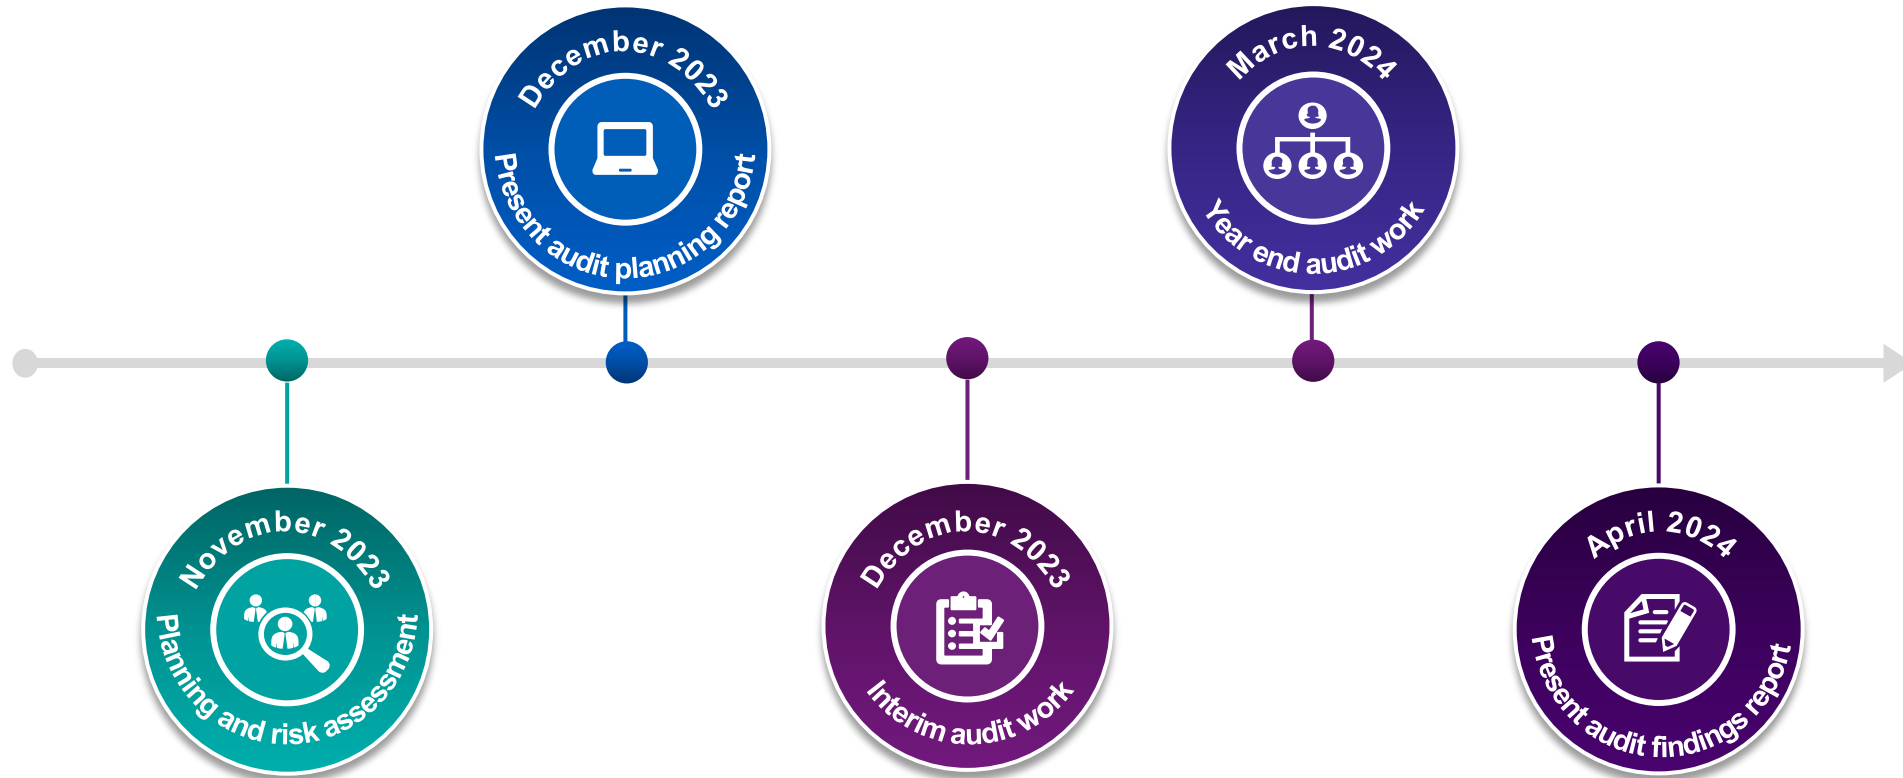 November 2023
Planning and risk assessment
December 2023
Present audit planning report
December 2023
Interim audit work
March 2024
Year end audit work
April 2024
Present audit findings report